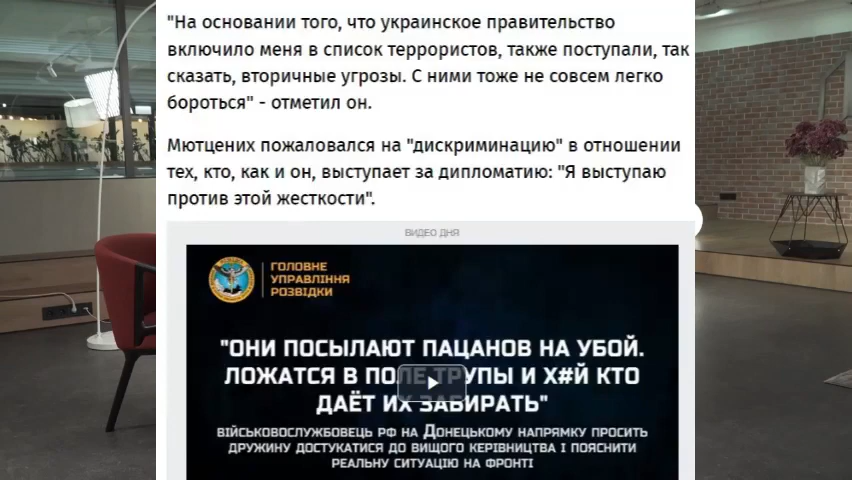 "На основании того, что украинское правительство
включило меня в список террористов, также поступали, так
сказать, вторичные угрозы. С ними тоже не совсем легко
бороться" - отметил он.
Мютцених пожаловался на "дискриминацию" в отношении
тех, кто, как и он, выступает за дипломатию: "Я выступаю
против этой жесткости".
ВИДЕО ДНЯ
ГОЛОВНЕ
УПРАВЛІННЯ
РОЗВІДКИ
"ОНИ ПОСЫЛАЮТ ПАЦАНОВ НА УБОЙ.
ЛОЖАТСЯ В ПОЛЕ ТРУПЫ И Х#Й КТО
ДАЁТ ИХ ЗАБИРАТЬ"
ВІЙСЬКОВОСЛУЖБОВЕЦЬ РФ НА ДОНЕЦЬКОМУ НАПРЯМКУ ПРОСИТЬ
ДРУЖИНУ ДОСТУКАТИСЯ ДО ВИЩОГО КЕРІВНИЦТВА І ПОЯСНИТИ
РЕАЛЬНУ СИТУАЦІЮ НА ФРОНТІ